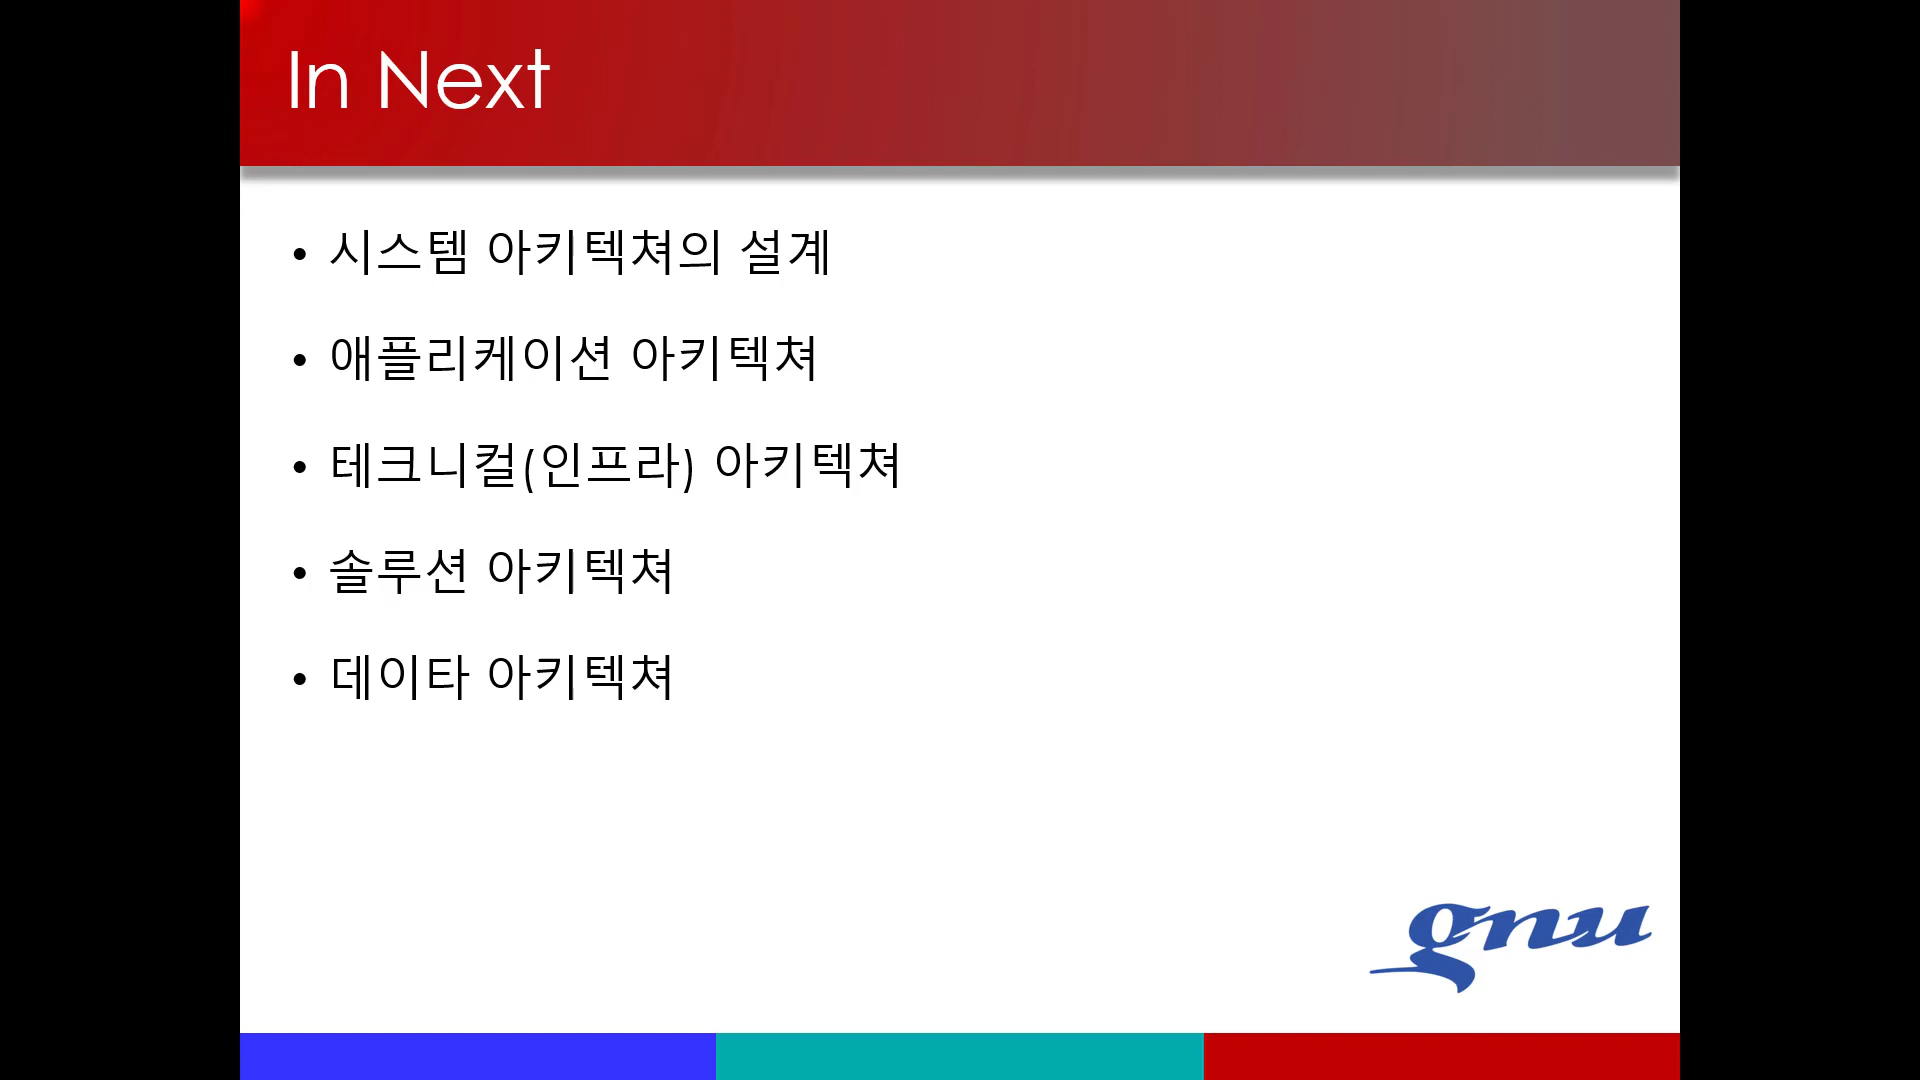 In Next
• 시스템 아키텍쳐의 설계
• 애플리케이션 아키텍쳐
• 테크니컬(인프라) 아키텍쳐
• 솔루션 아키텍쳐
• 데이타 아키텍쳐
gnu